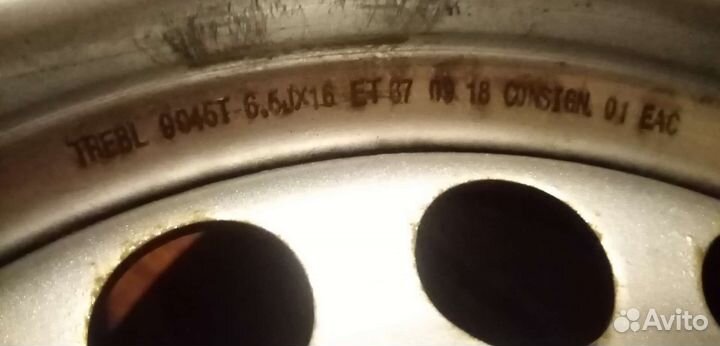 TREBL 9045T-6.5JX16 ET 37 09 18 CONSIGN. 01 EAC
Avito